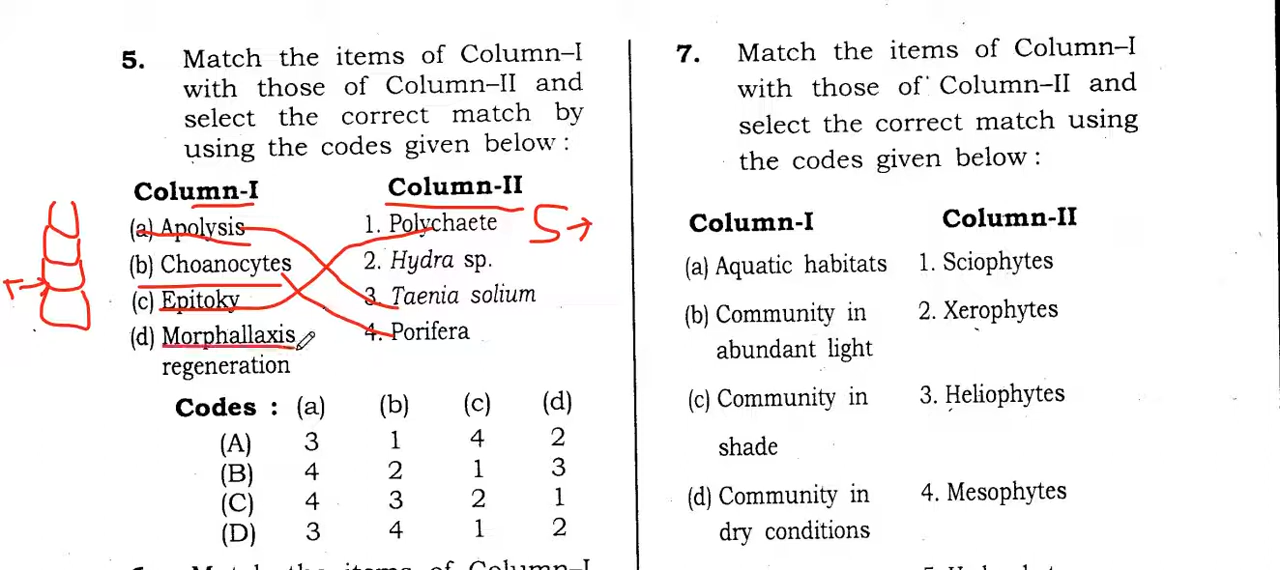 5. Match the items of Column–I
with those of Column–II and
select the correct match by
using the codes given below :
Column-I Column-II
(a) Apolysis 1. Polychaete 5
(b) Choanocytes 2. Hydra sp.
(c) Epitoky 3. Taenia solium
(d) Morphallaxis 4. Porifera
regeneration
Codes : (a) (b) (c) (d)
(A) 3 1 4 2
(B) 4 2 1 3
(C) 4 3 2 1
(D) 3 4 1 2
7. Match the items of Column–I
with those of Column–II and
select the correct match using
the codes given below :
Column-I Column-II
(a) Aquatic habitats 1. Sciophytes
(b) Community in 2. Xerophytes
abundant light
(c) Community in 3. Heliophytes
shade
(d) Community in 4. Mesophytes
dry conditions